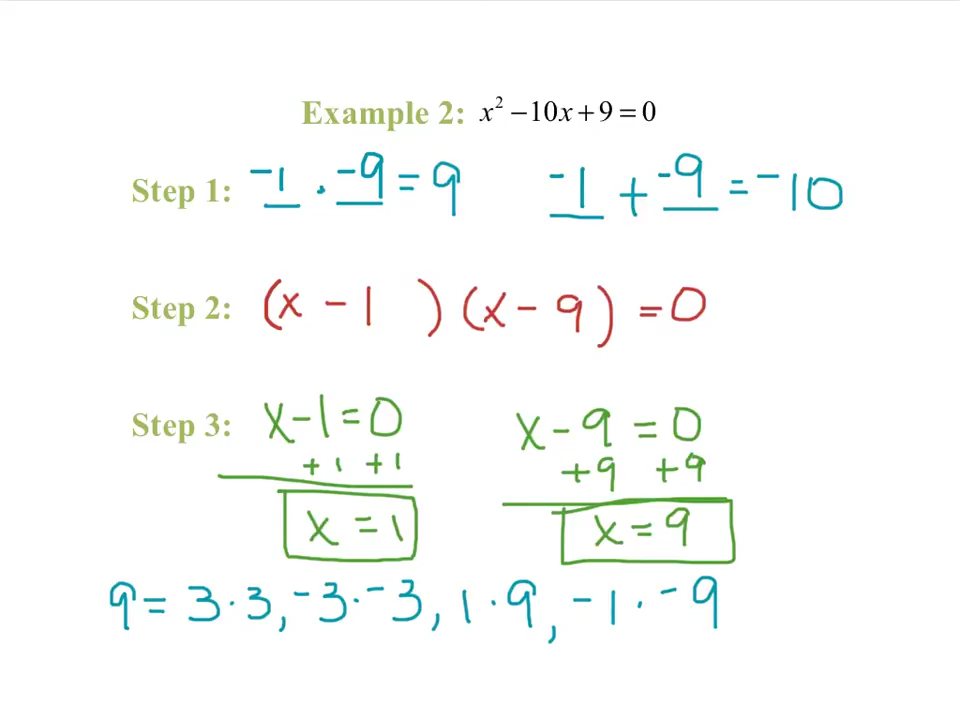 Example 2: x² − 10x + 9 = 0
Step 1: -1 · -9 = 9 -1 + -9 = -10
Step 2: (x - 1 ) (x - 9) = 0
Step 3: x - 1 = 0 x - 9 = 0
+1 +1 +9 +9
x = 1 x = 9
9 = 3 · 3, -3 · -3, 1 · 9, -1 · -9